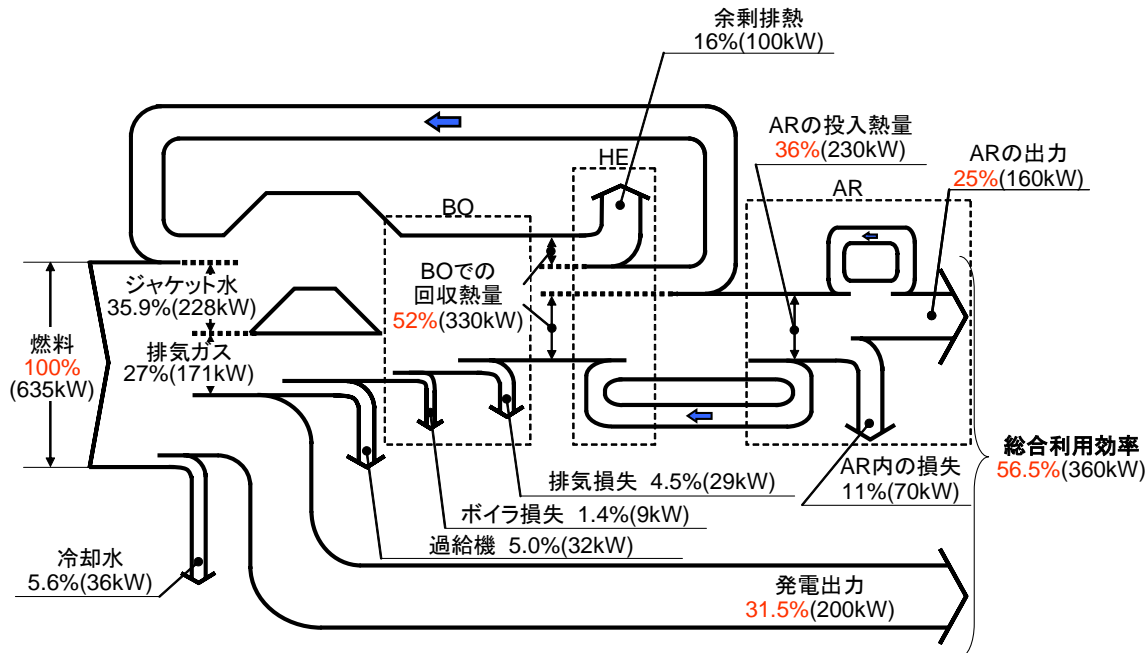 余剰排熱
16%(100kW)
ARの投入熱量
36%(230kW)
ARの出力
25%(160kW)
HE
AR
BO
BOでの
回収熱量
52%(330kW)
ジャケット水
35.9%(228kW)
燃料
100%
(635kW)
排気ガス
27%(171kW)
総合利用効率
56.5%(360kW)
AR内の損失
11%(70kW)
排気損失 4.5%(29kW)
ボイラ損失 1.4%(9kW)
過給機 5.0%(32kW)
冷却水
5.6%(36kW)
発電出力
31.5%(200kW)